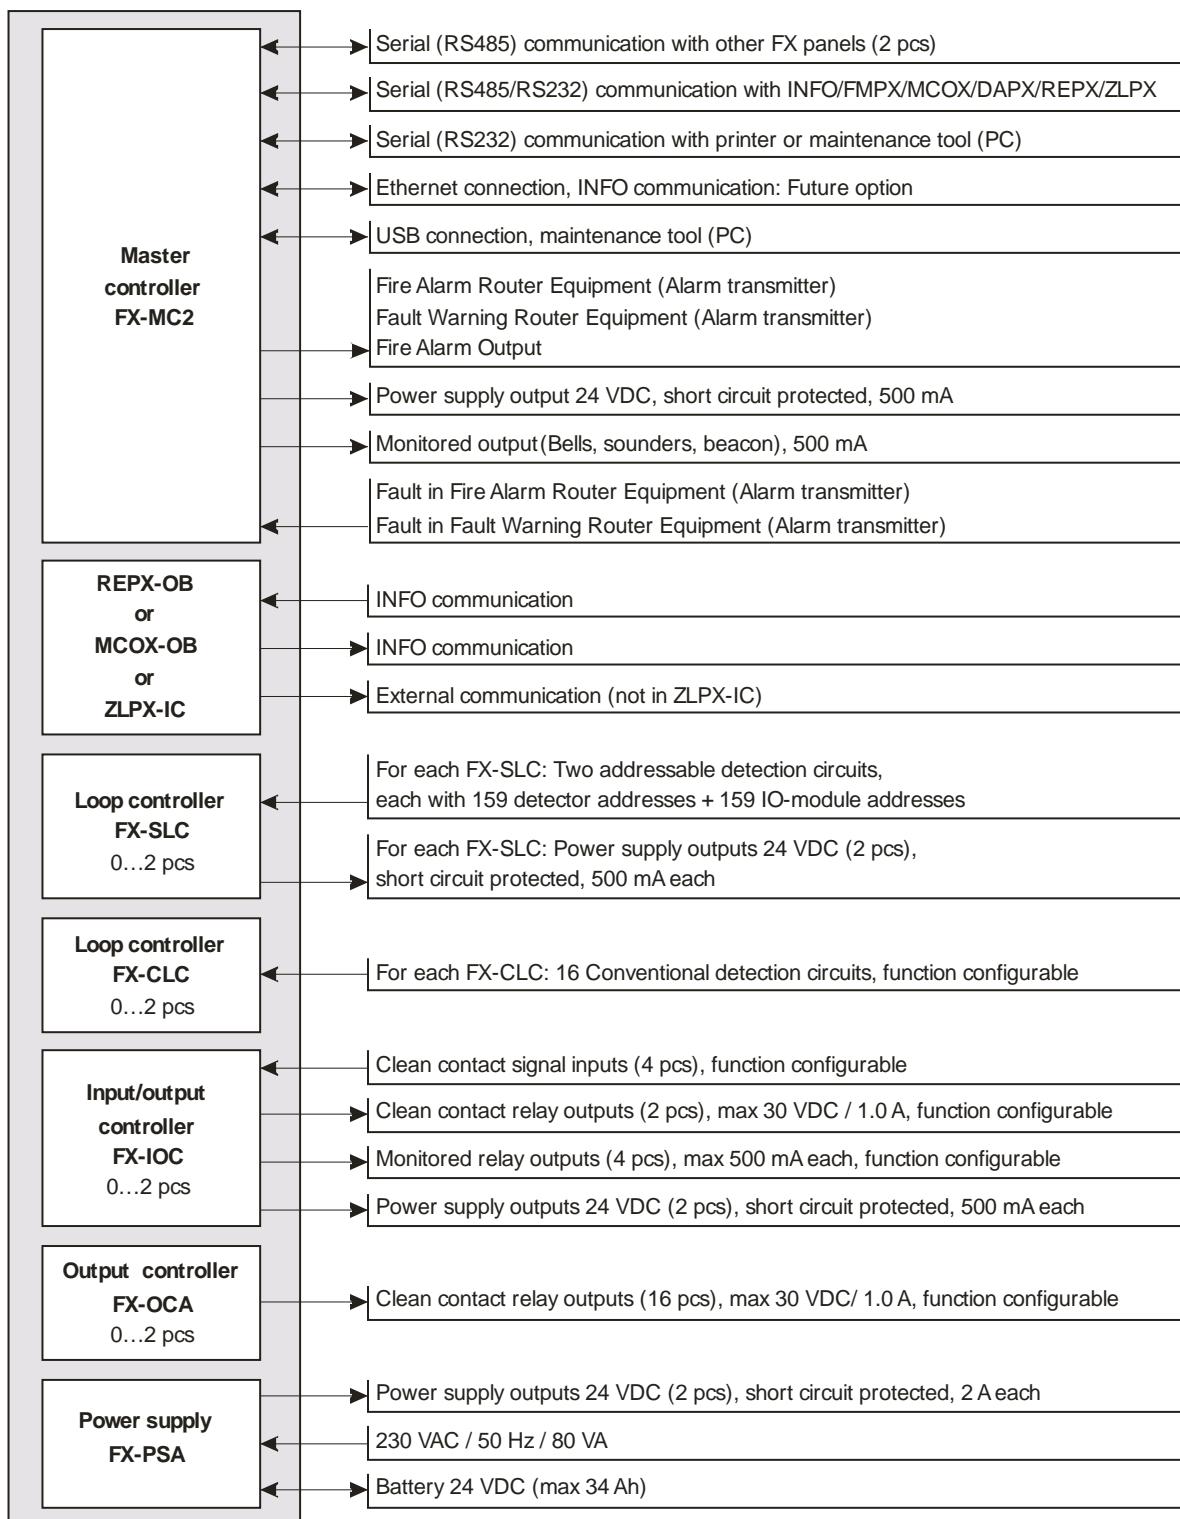 Master
controller
FX-MC2
Serial (RS485) communication with other FX panels (2 pcs)
Serial (RS485/RS232) communication with INFO/FMPX/MCOX/DAPX/REPX/ZLPX
Serial (RS232) communication with printer or maintenance tool (PC)
Ethernet connection, INFO communication: Future option
USB connection, maintenance tool (PC)
Fire Alarm Router Equipment (Alarm transmitter)
Fault Warning Router Equipment (Alarm transmitter)
Fire Alarm Output
Power supply output 24 VDC, short circuit protected, 500 mA
Monitored output (Bells, sounders, beacon), 500 mA
Fault in Fire Alarm Router Equipment (Alarm transmitter)
Fault in Fault Warning Router Equipment (Alarm transmitter)
REPX-OB
or
MCOX-OB
or
ZLPX-IC
INFO communication
INFO communication
External communication (not in ZLPX-IC)
Loop controller
FX-SLC
0…2 pcs
For each FX-SLC: Two addressable detection circuits,
each with 159 detector addresses + 159 IO-module addresses
For each FX-SLC: Power supply outputs 24 VDC (2 pcs),
short circuit protected, 500 mA each
Loop controller
FX-CLC
0…2 pcs
For each FX-CLC: 16 Conventional detection circuits, function configurable
Input/output
controller
FX-IOC
0…2 pcs
Clean contact signal inputs (4 pcs), function configurable
Clean contact relay outputs (2 pcs), max 30 VDC / 1.0 A, function configurable
Monitored relay outputs (4 pcs), max 500 mA each, function configurable
Power supply outputs 24 VDC (2 pcs), short circuit protected, 500 mA each
Output controller
FX-OCA
0…2 pcs
Clean contact relay outputs (16 pcs), max 30 VDC/ 1.0 A, function configurable
Power supply
FX-PSA
Power supply outputs 24 VDC (2 pcs), short circuit protected, 2 A each
230 VAC / 50 Hz / 80 VA
Battery 24 VDC (max 34 Ah)